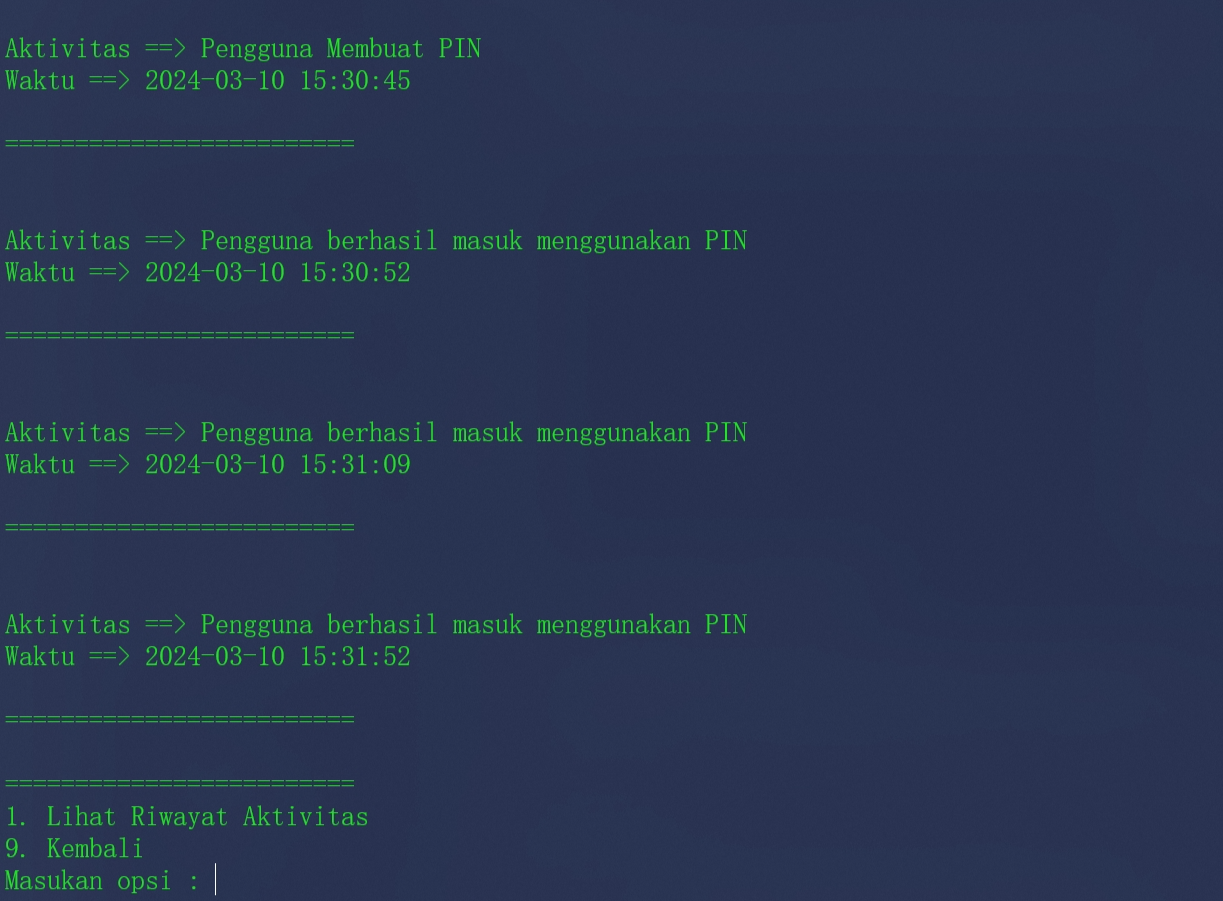 Aktivitas ==> Pengguna Membuat PIN
Waktu ==> 2024-03-10 15:30:45
=========================
Aktivitas ==> Pengguna berhasil masuk menggunakan PIN
Waktu ==> 2024-03-10 15:30:52
=========================
Aktivitas ==> Pengguna berhasil masuk menggunakan PIN
Waktu ==> 2024-03-10 15:31:09
=========================
Aktivitas ==> Pengguna berhasil masuk menggunakan PIN
Waktu ==> 2024-03-10 15:31:52
=========================
=========================
1. Lihat Riwayat Aktivitas
9. Kembali
Masukan opsi :